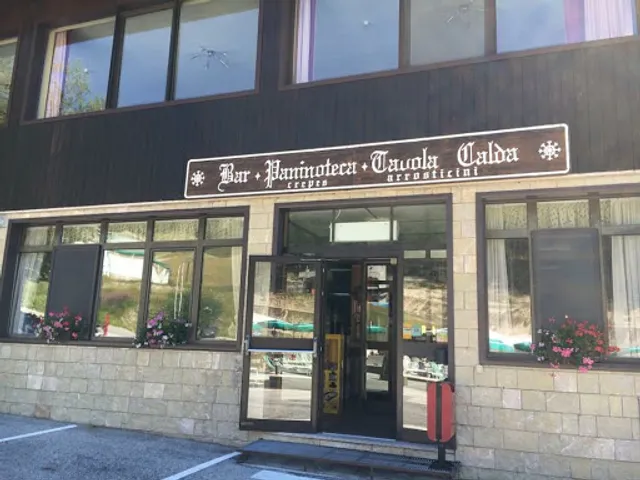 Bar + Paninoteca + Tavola Calda
crepes arrosticini